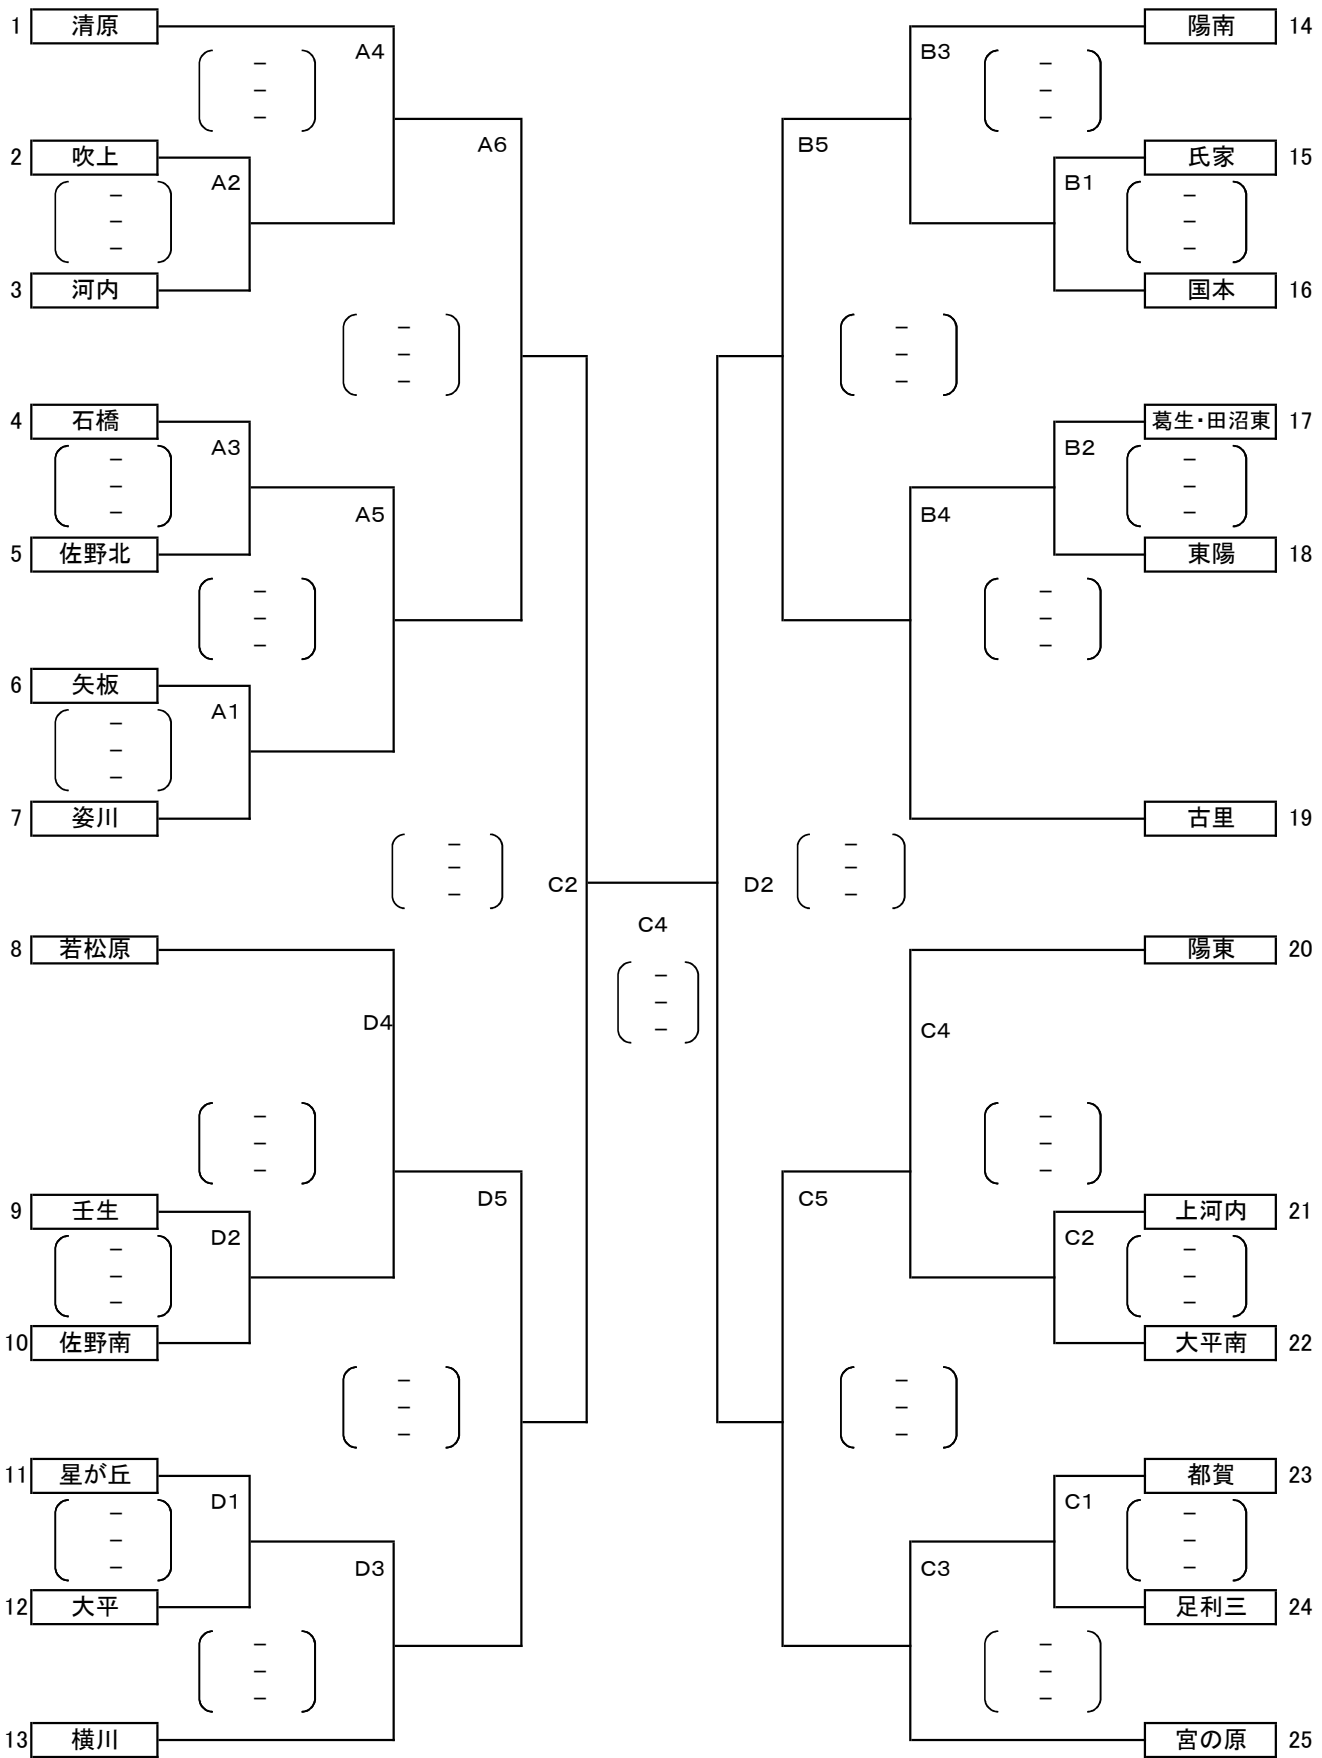 1 清原
A4
–
–
–
2 吹上
A2
–
–
–
3 河内
A6
–
–
–
4 石橋
A3
–
–
–
5 佐野北
A5
–
–
–
6 矢板
A1
–
–
–
7 姿川
C2
–
–
–
8 若松原
D4
–
–
–
9 壬生
D2
–
–
–
10 佐野南
D5
–
–
–
11 星が丘
D1
–
–
–
12 大平
D3
–
–
–
13 横川
C4
–
–
–
陽南 14
B3
–
–
–
氏家 15
B1
–
–
–
国本 16
B5
–
–
–
葛生・田沼東 17
B2
–
–
–
東陽 18
B4
–
–
–
古里 19
D2
–
–
–
陽東 20
C4
–
–
–
上河内 21
C2
–
–
–
大平南 22
C5
–
–
–
都賀 23
C1
–
–
–
足利三 24
C3
–
–
–
宮の原 25